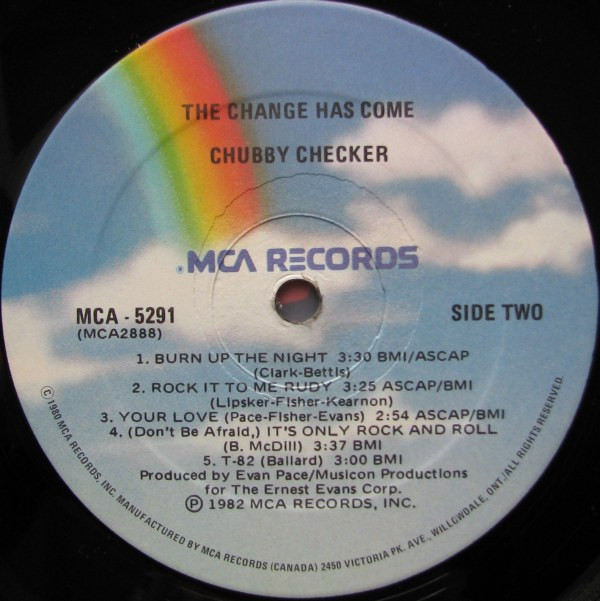 THE CHANGE HAS COME
CHUBBY CHECKER
MCA RECORDS
MCA - 5291
(MCA2888)
SIDE TWO
1. BURN UP THE NIGHT 3:30 BMI/ASCAP
(Clark-Bettis)
2. ROCK IT TO ME RUDY 3:25 ASCAP/BMI
(Lipsker-Fisher-Kearnon)
3. YOUR LOVE (Pace-Fisher-Evans) 2:54 ASCAP/BMI
4. (Don't Be Afraid,) IT'S ONLY ROCK AND ROLL
(B. McDill) 3:37 BMI
5. T-82 (Ballard) 3:00 BMI
Produced by Evan Pace/Musicon Productions
for The Ernest Evans Corp.
Ⓟ 1982 MCA RECORDS, INC.
© 1980 MCA RECORDS, INC. MANUFACTURED BY MCA RECORDS (CANADA) 2450 VICTORIA PK. AVE., WILLOWDALE, ONT./ALL RIGHTS RESERVED.